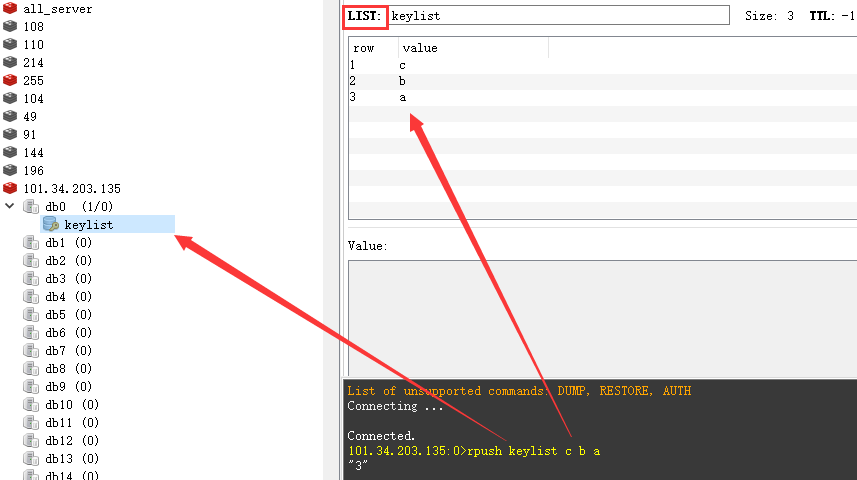 all_server
108
110
214
255
104
49
91
144
196
101.34.203.135
db0 (1/0)
keylist
db1 (0)
db2 (0)
db3 (0)
db4 (0)
db5 (0)
db6 (0)
db7 (0)
db8 (0)
db9 (0)
db10 (0)
db11 (0)
db12 (0)
db13 (0)
db14 (0)
LIST: keylist Size: 3 TTL: -1
row value
1 c
2 b
3 a
Value:
List of unsupported commands: DUMP, RESTORE, AUTH
Connecting ...
Connected.
101.34.203.135:0>rpush keylist c b a
"3"